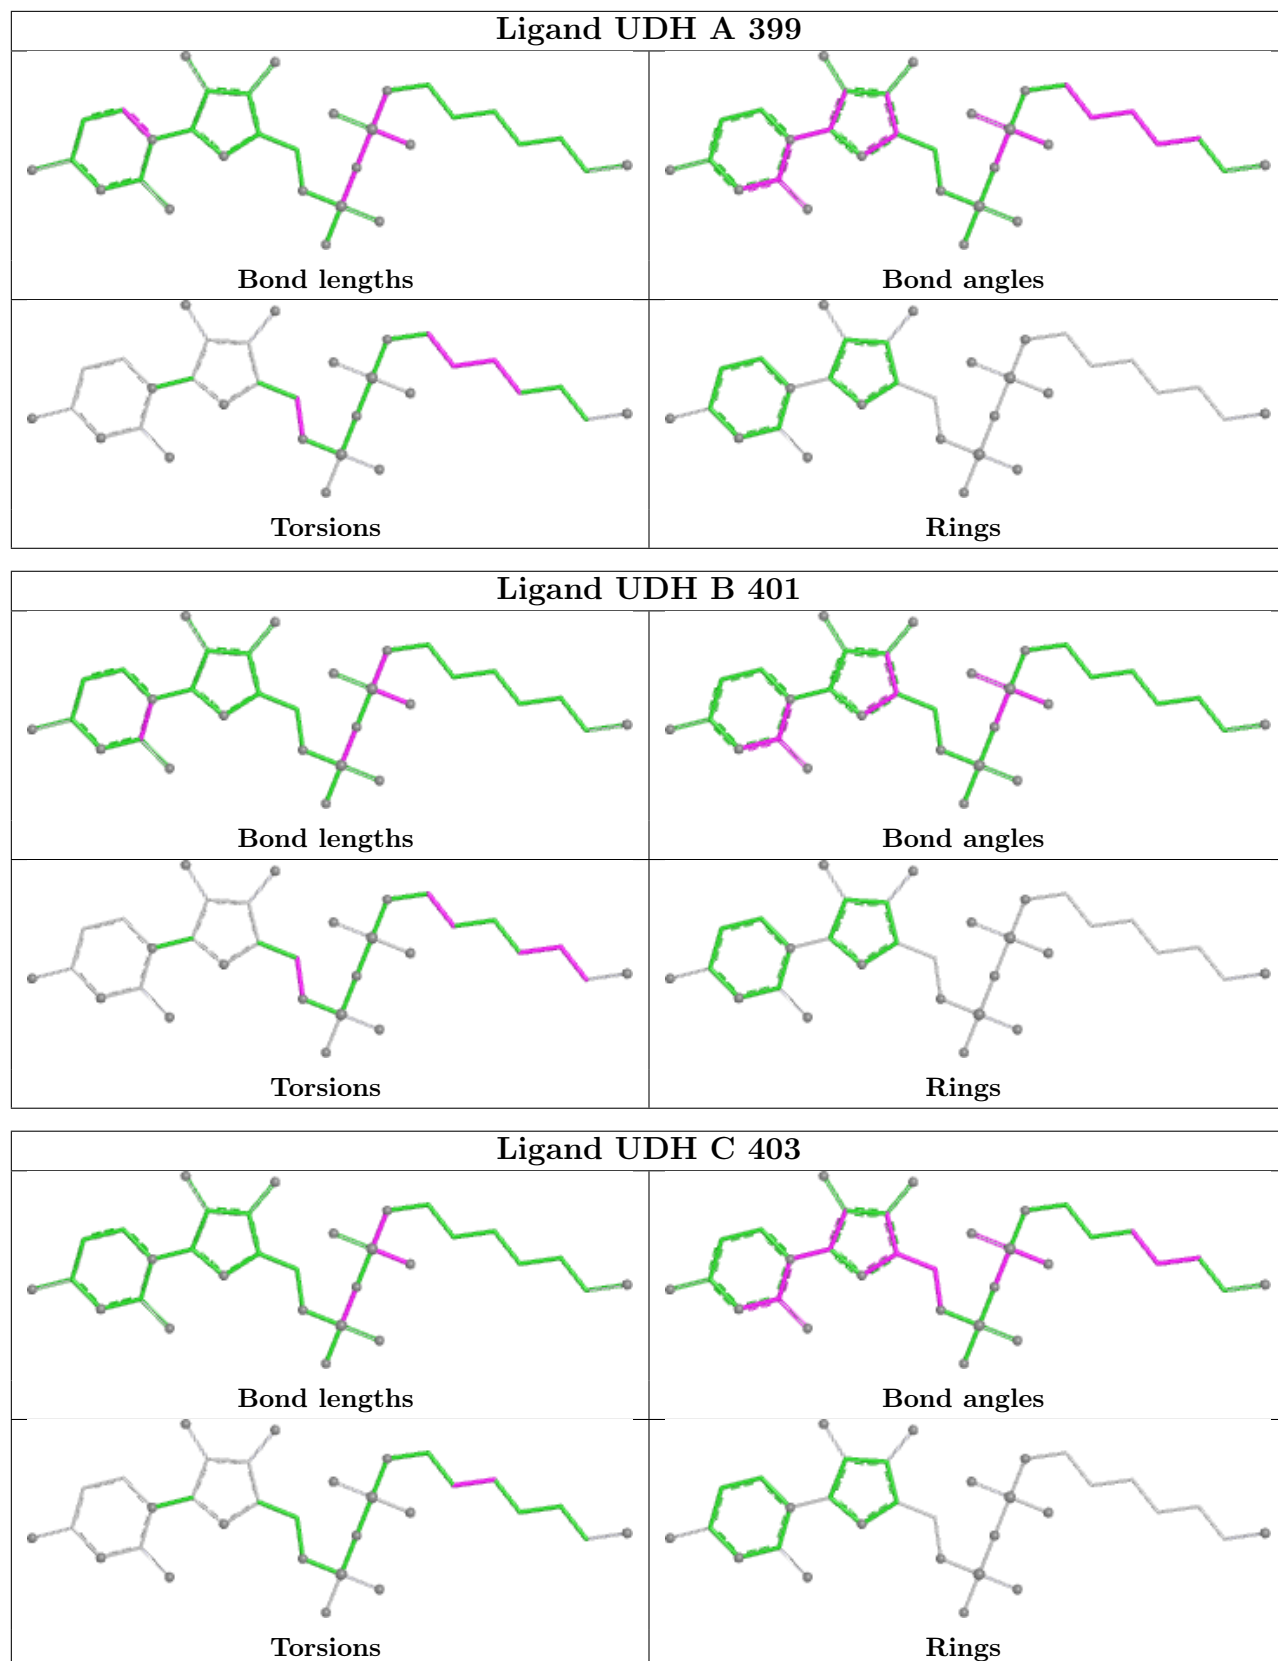 Ligand UDH A 399
Bond lengths
Bond angles
Torsions
Rings
Ligand UDH B 401
Bond lengths
Bond angles
Torsions
Rings
Ligand UDH C 403
Bond lengths
Bond angles
Torsions
Rings